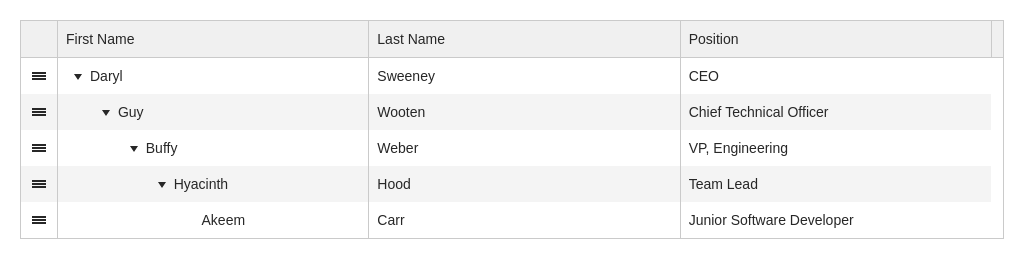 First Name Last Name Position
Daryl Sweeney CEO
Guy Wooten Chief Technical Officer
Buffy Weber VP, Engineering
Hyacinth Hood Team Lead
Akeem Carr Junior Software Developer